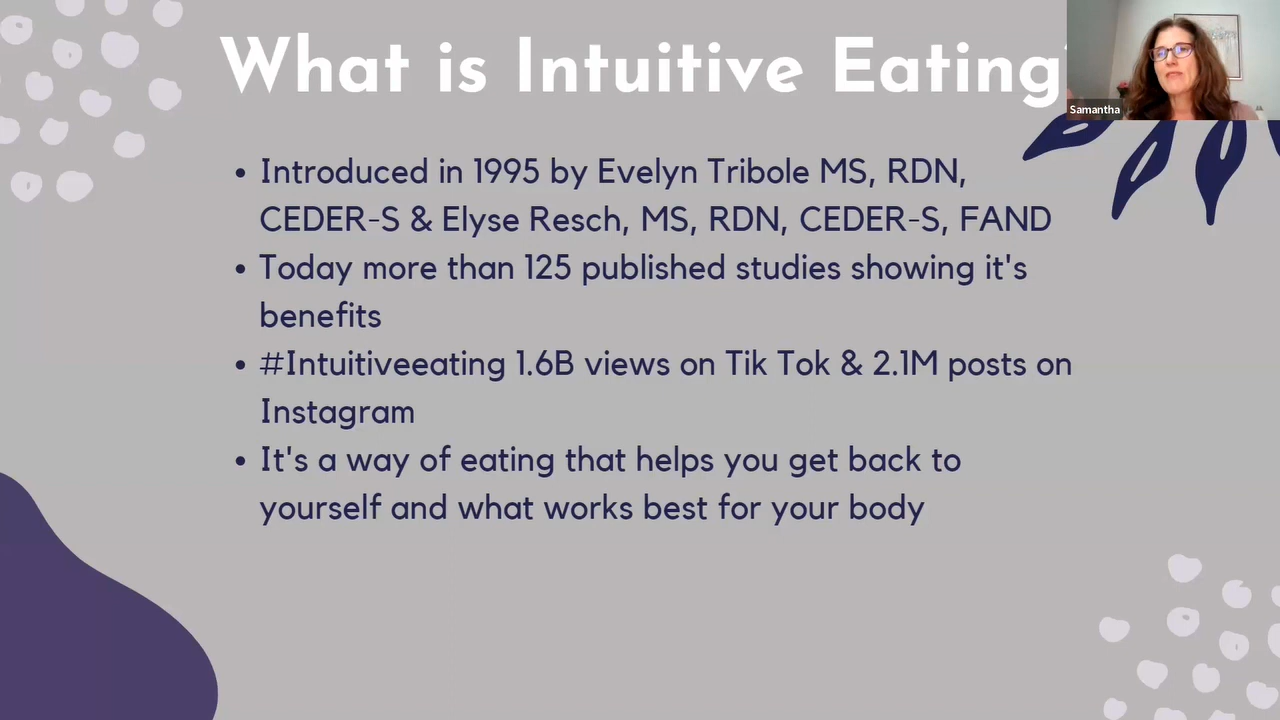 What is Intuitive Eating?
Samantha
• Introduced in 1995 by Evelyn Tribole MS, RDN,
CEDER-S & Elyse Resch, MS, RDN, CEDER-S, FAND
• Today more than 125 published studies showing it's
benefits
• #Intuitiveeating 1.6B views on Tik Tok & 2.1M posts on
Instagram
• It's a way of eating that helps you get back to
yourself and what works best for your body